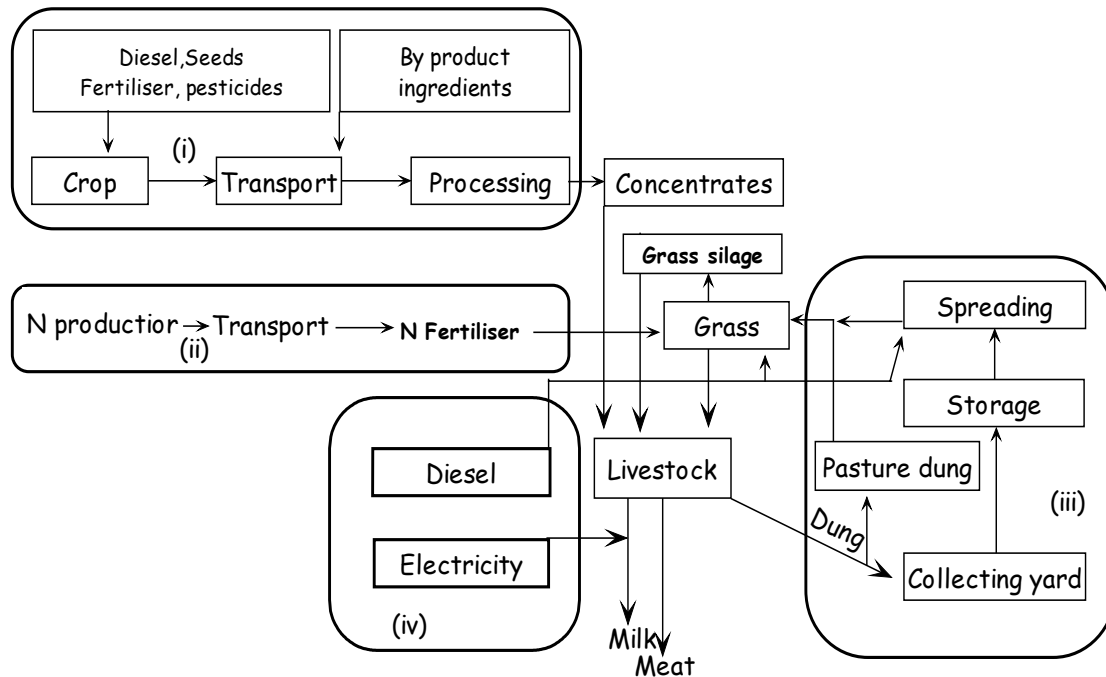 Diesel,Seeds
Fertiliser, pesticides
By product
ingredients
(i)
Crop
Transport
Processing
Concentrates
Grass silage
N productior
Transport
N Fertiliser
(ii)
Grass
Spreading
Storage
Diesel
Livestock
Pasture dung
(iii)
Dung
Electricity
Collecting yard
(iv)
Milk
Meat